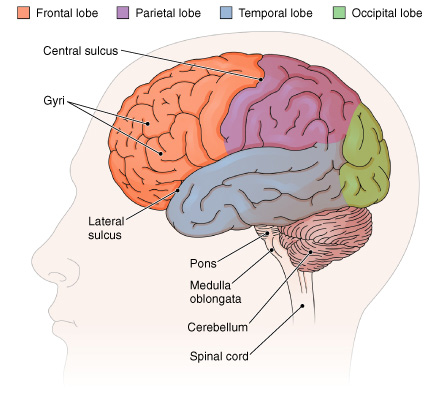 Frontal lobe Parietal lobe Temporal lobe Occipital lobe
Central sulcus
Gyri
Lateral
sulcus
Pons
Medulla
oblongata
Cerebellum
Spinal cord